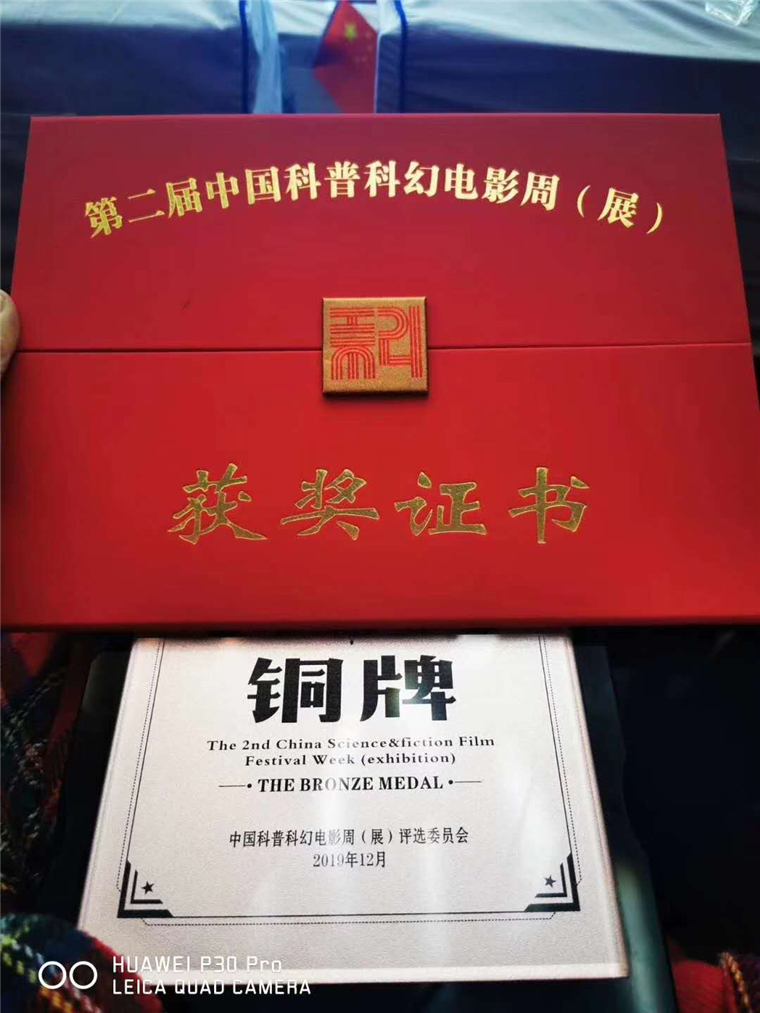 第二届中国科普科幻电影周（展）
获奖证书
铜牌
The 2nd China Science&fiction Film
Festival Week (exhibition)
THE BRONZE MEDAL
中国科普科幻电影周（展）评选委员会
2019年12月
HUAWEI P30 Pro
LEICA QUAD CAMERA